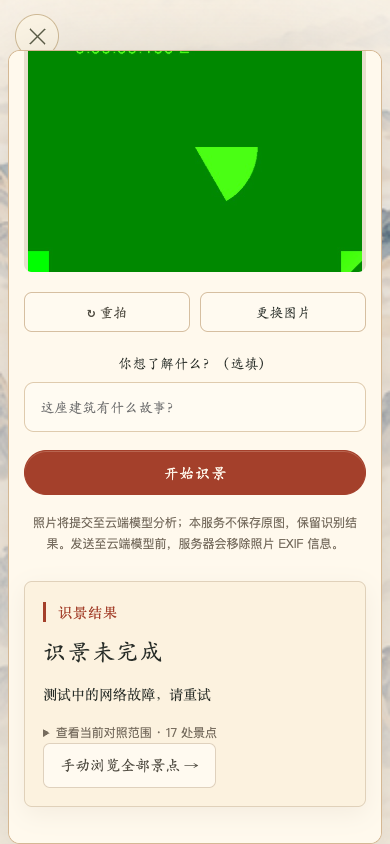 ↻ 重拍
更换图片
你想了解什么？（选填）
这座建筑有什么故事？
开始识景
照片将提交至云端模型分析；本服务不保存原图，保留识别结
果。发送至云端模型前，服务器会移除照片 EXIF 信息。
识景结果
识景未完成
测试中的网络故障，请重试
▶ 查看当前对照范围 · 17 处景点
手动浏览全部景点 →